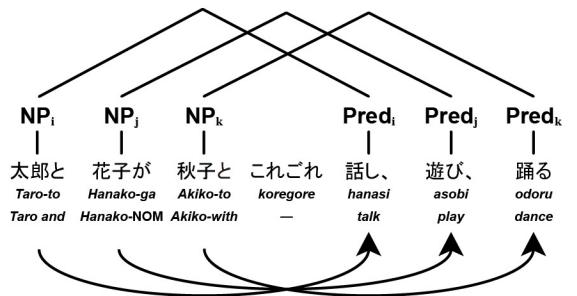 NPi NPj NPk Predi Predj Predk
太郎と 花子が 秋子と これごれ 話し、 遊び、 踊る
Taro-to Hanako-ga Akiko-to koregore hanasi asobi odoru
Taro and Hanako-NOM Akiko-with — talk play dance